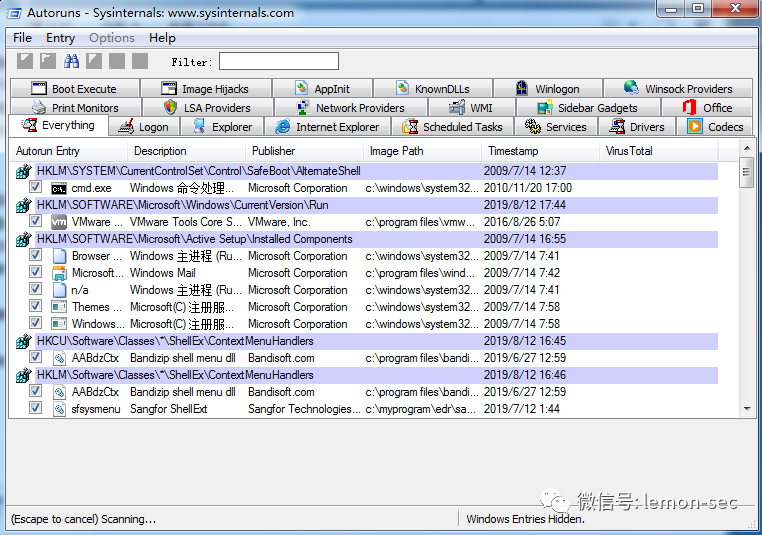 Autoruns - Sysinternals: www.sysinternals.com
File Entry Options Help
Filter:
Boot Execute Image Hijacks AppInit KnownDLLs Winlogon Winsock Providers
Print Monitors LSA Providers Network Providers WMI Sidebar Gadgets Office
Everything Logon Explorer Internet Explorer Scheduled Tasks Services Drivers Codecs
Autorun Entry Description Publisher Image Path Timestamp VirusTotal
HKLM\SYSTEM\CurrentControlSet\Control\SafeBoot\AlternateShell 2009/7/14 12:37
cmd.exe Windows 命令处理... Microsoft Corporation c:\windows\system32... 2010/11/20 17:00
HKLM\SOFTWARE\Microsoft\Windows\CurrentVersion\Run 2019/8/12 17:44
vm VMware ... VMware Tools Core S... VMware, Inc. c:\program files\vmw... 2016/8/26 5:07
HKLM\SOFTWARE\Microsoft\Active Setup\Installed Components 2009/7/14 16:55
Browser ... Windows 主进程 (Ru... Microsoft Corporation c:\windows\system32... 2009/7/14 7:41
Microsoft... Windows Mail Microsoft Corporation c:\program files\wind... 2009/7/14 7:42
n/a Windows 主进程 (Ru... Microsoft Corporation c:\windows\system32... 2009/7/14 7:41
Themes ... Microsoft(C) 注册服... Microsoft Corporation c:\windows\system32... 2009/7/14 7:58
Windows... Microsoft(C) 注册服... Microsoft Corporation c:\windows\system32... 2009/7/14 7:58
HKCU\Software\Classes\*\ShellEx\ContextMenuHandlers 2019/8/12 16:45
AABdzCtx Bandizip shell menu dll Bandisoft.com c:\program files\bandi... 2019/6/27 12:59
HKLM\Software\Classes\*\ShellEx\ContextMenuHandlers 2019/8/12 16:46
AABdzCtx Bandizip shell menu dll Bandisoft.com c:\program files\bandi... 2019/6/27 12:59
sfsysmenu Sangfor ShellExt Sangfor Technologies... c:\myprogram\edr\sa... 2019/7/12 1:44
微信号: lemon-sec
(Escape to cancel) Scanning... Windows Entries Hidden.